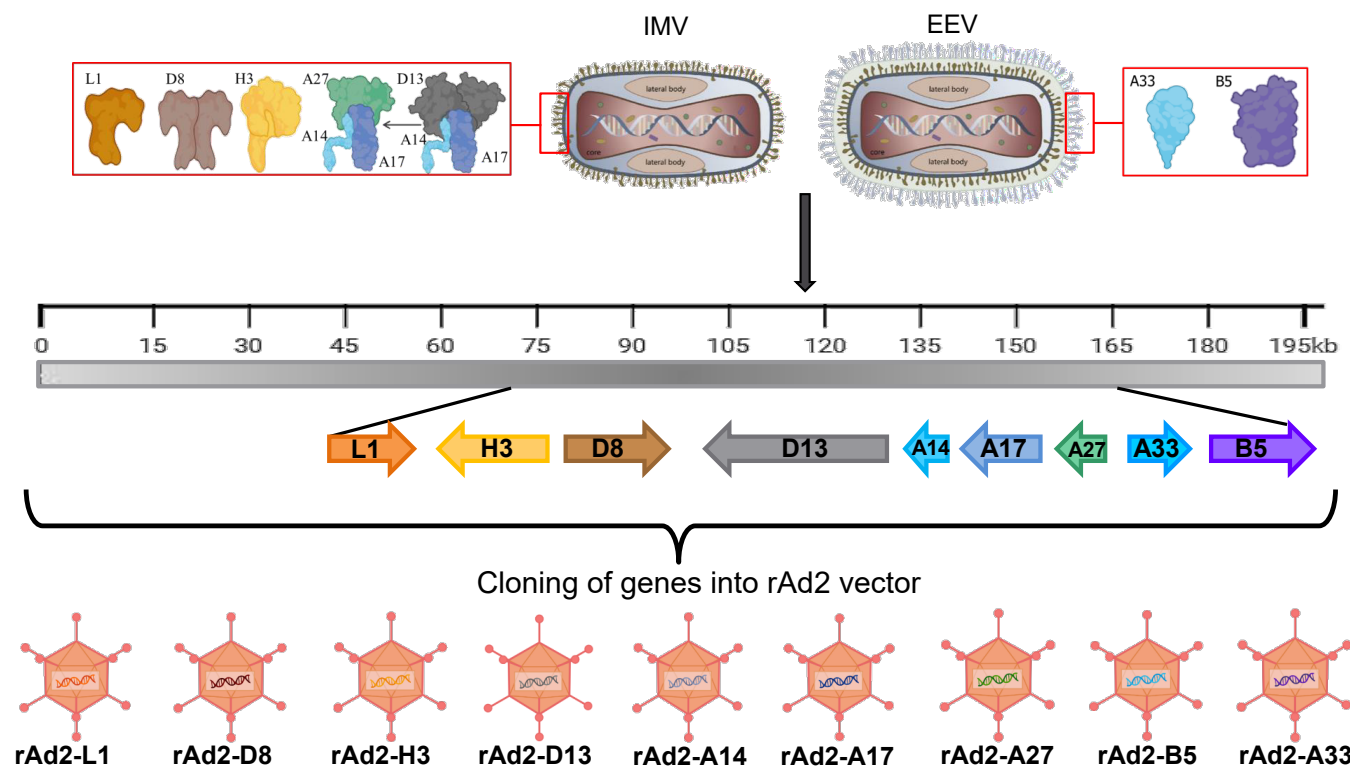 IMV
EEV
L1
D8
H3
A27
D13
A14
A17
A14
A17
lateral body
core
lateral body
lateral body
core
lateral body
A33
B5
0 15 30 45 60 75 90 105 120 135 150 165 180 195kb
L1 H3 D8 D13 A14 A17 A27 A33 B5
Cloning of genes into rAd2 vector
rAd2-L1 rAd2-D8 rAd2-H3 rAd2-D13 rAd2-A14 rAd2-A17 rAd2-A27 rAd2-B5 rAd2-A33